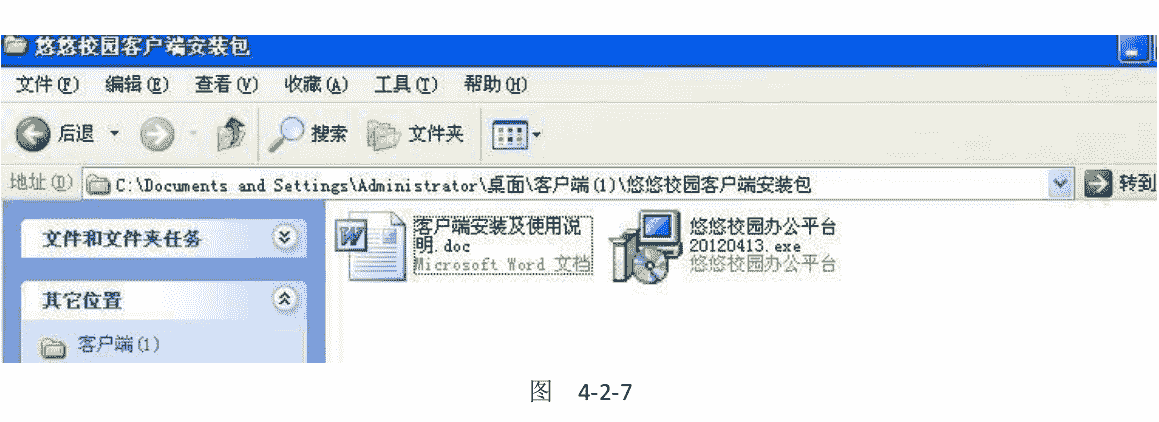 悠悠校园客户端安装包
文件(F) 编辑(E) 查看(V) 收藏(A) 工具(T) 帮助(H)
后退 搜索 文件夹
地址(D) C:\Documents and Settings\Administrator\桌面\客户端(1)\悠悠校园客户端安装包 转到
文件和文件夹任务
其它位置
客户端(1)
客户端安装及使用说
明.doc
Microsoft Word 文档
悠悠校园办公平台
20120413.exe
悠悠校园办公平台
图 4-2-7